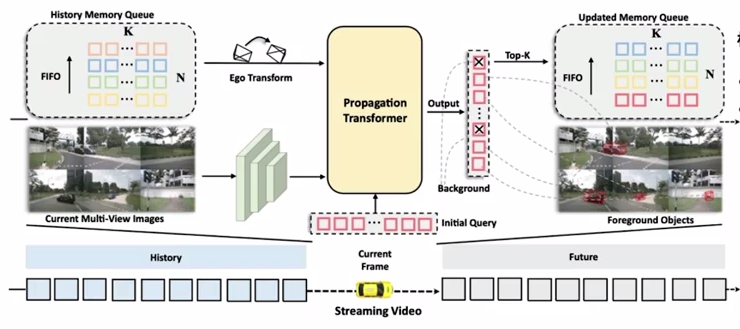 History Memory Queue
K
FIFO
N
Ego Transform
Propagation
Transformer
Output
Top-K
Updated Memory Queue
K
FIFO
N
Background
Current Multi-View Images
Initial Query
Foreground Objects
History
Current
Frame
Future
Streaming Video